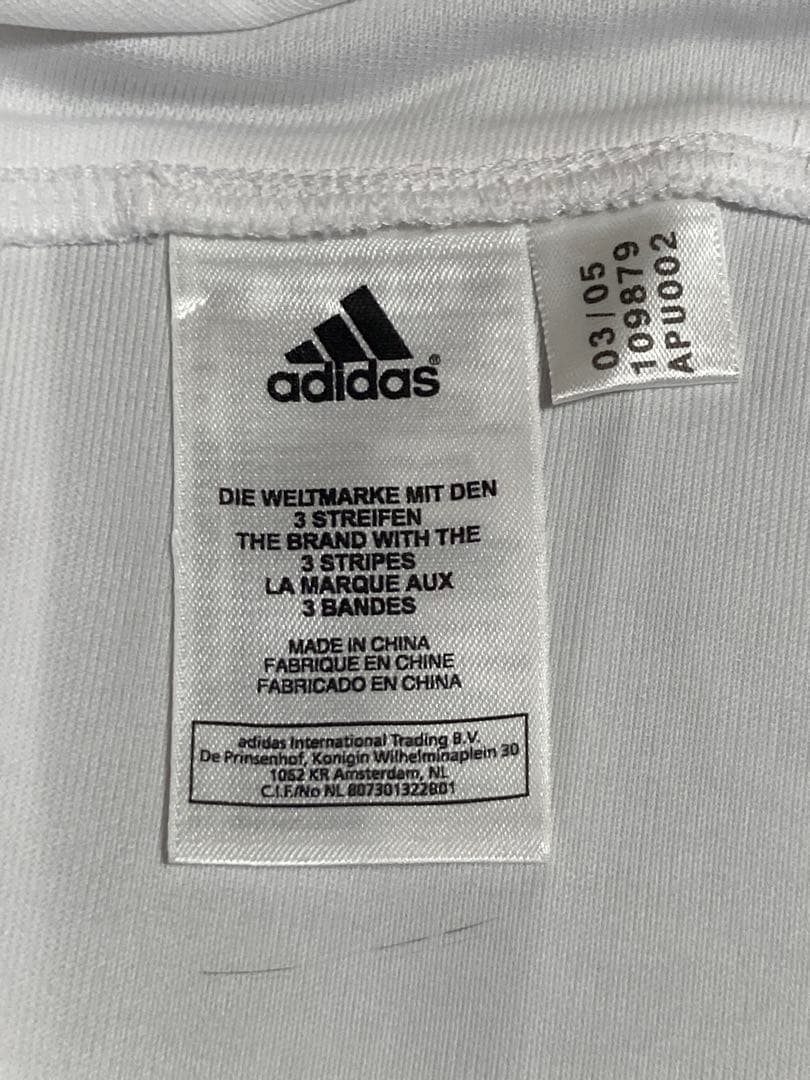 adidas®
DIE WELTMARKE MIT DEN
3 STREIFEN
THE BRAND WITH THE
3 STRIPES
LA MARQUE AUX
3 BANDES
MADE IN CHINA
FABRIQUE EN CHINE
FABRICADO EN CHINA
adidas International Trading B.V.
De Prinsenhof, Konigin Wilhelminaplein 30
1062 KR Amsterdam, NL
C.I.F./No NL 807301322B01
03/05
109879
APU002